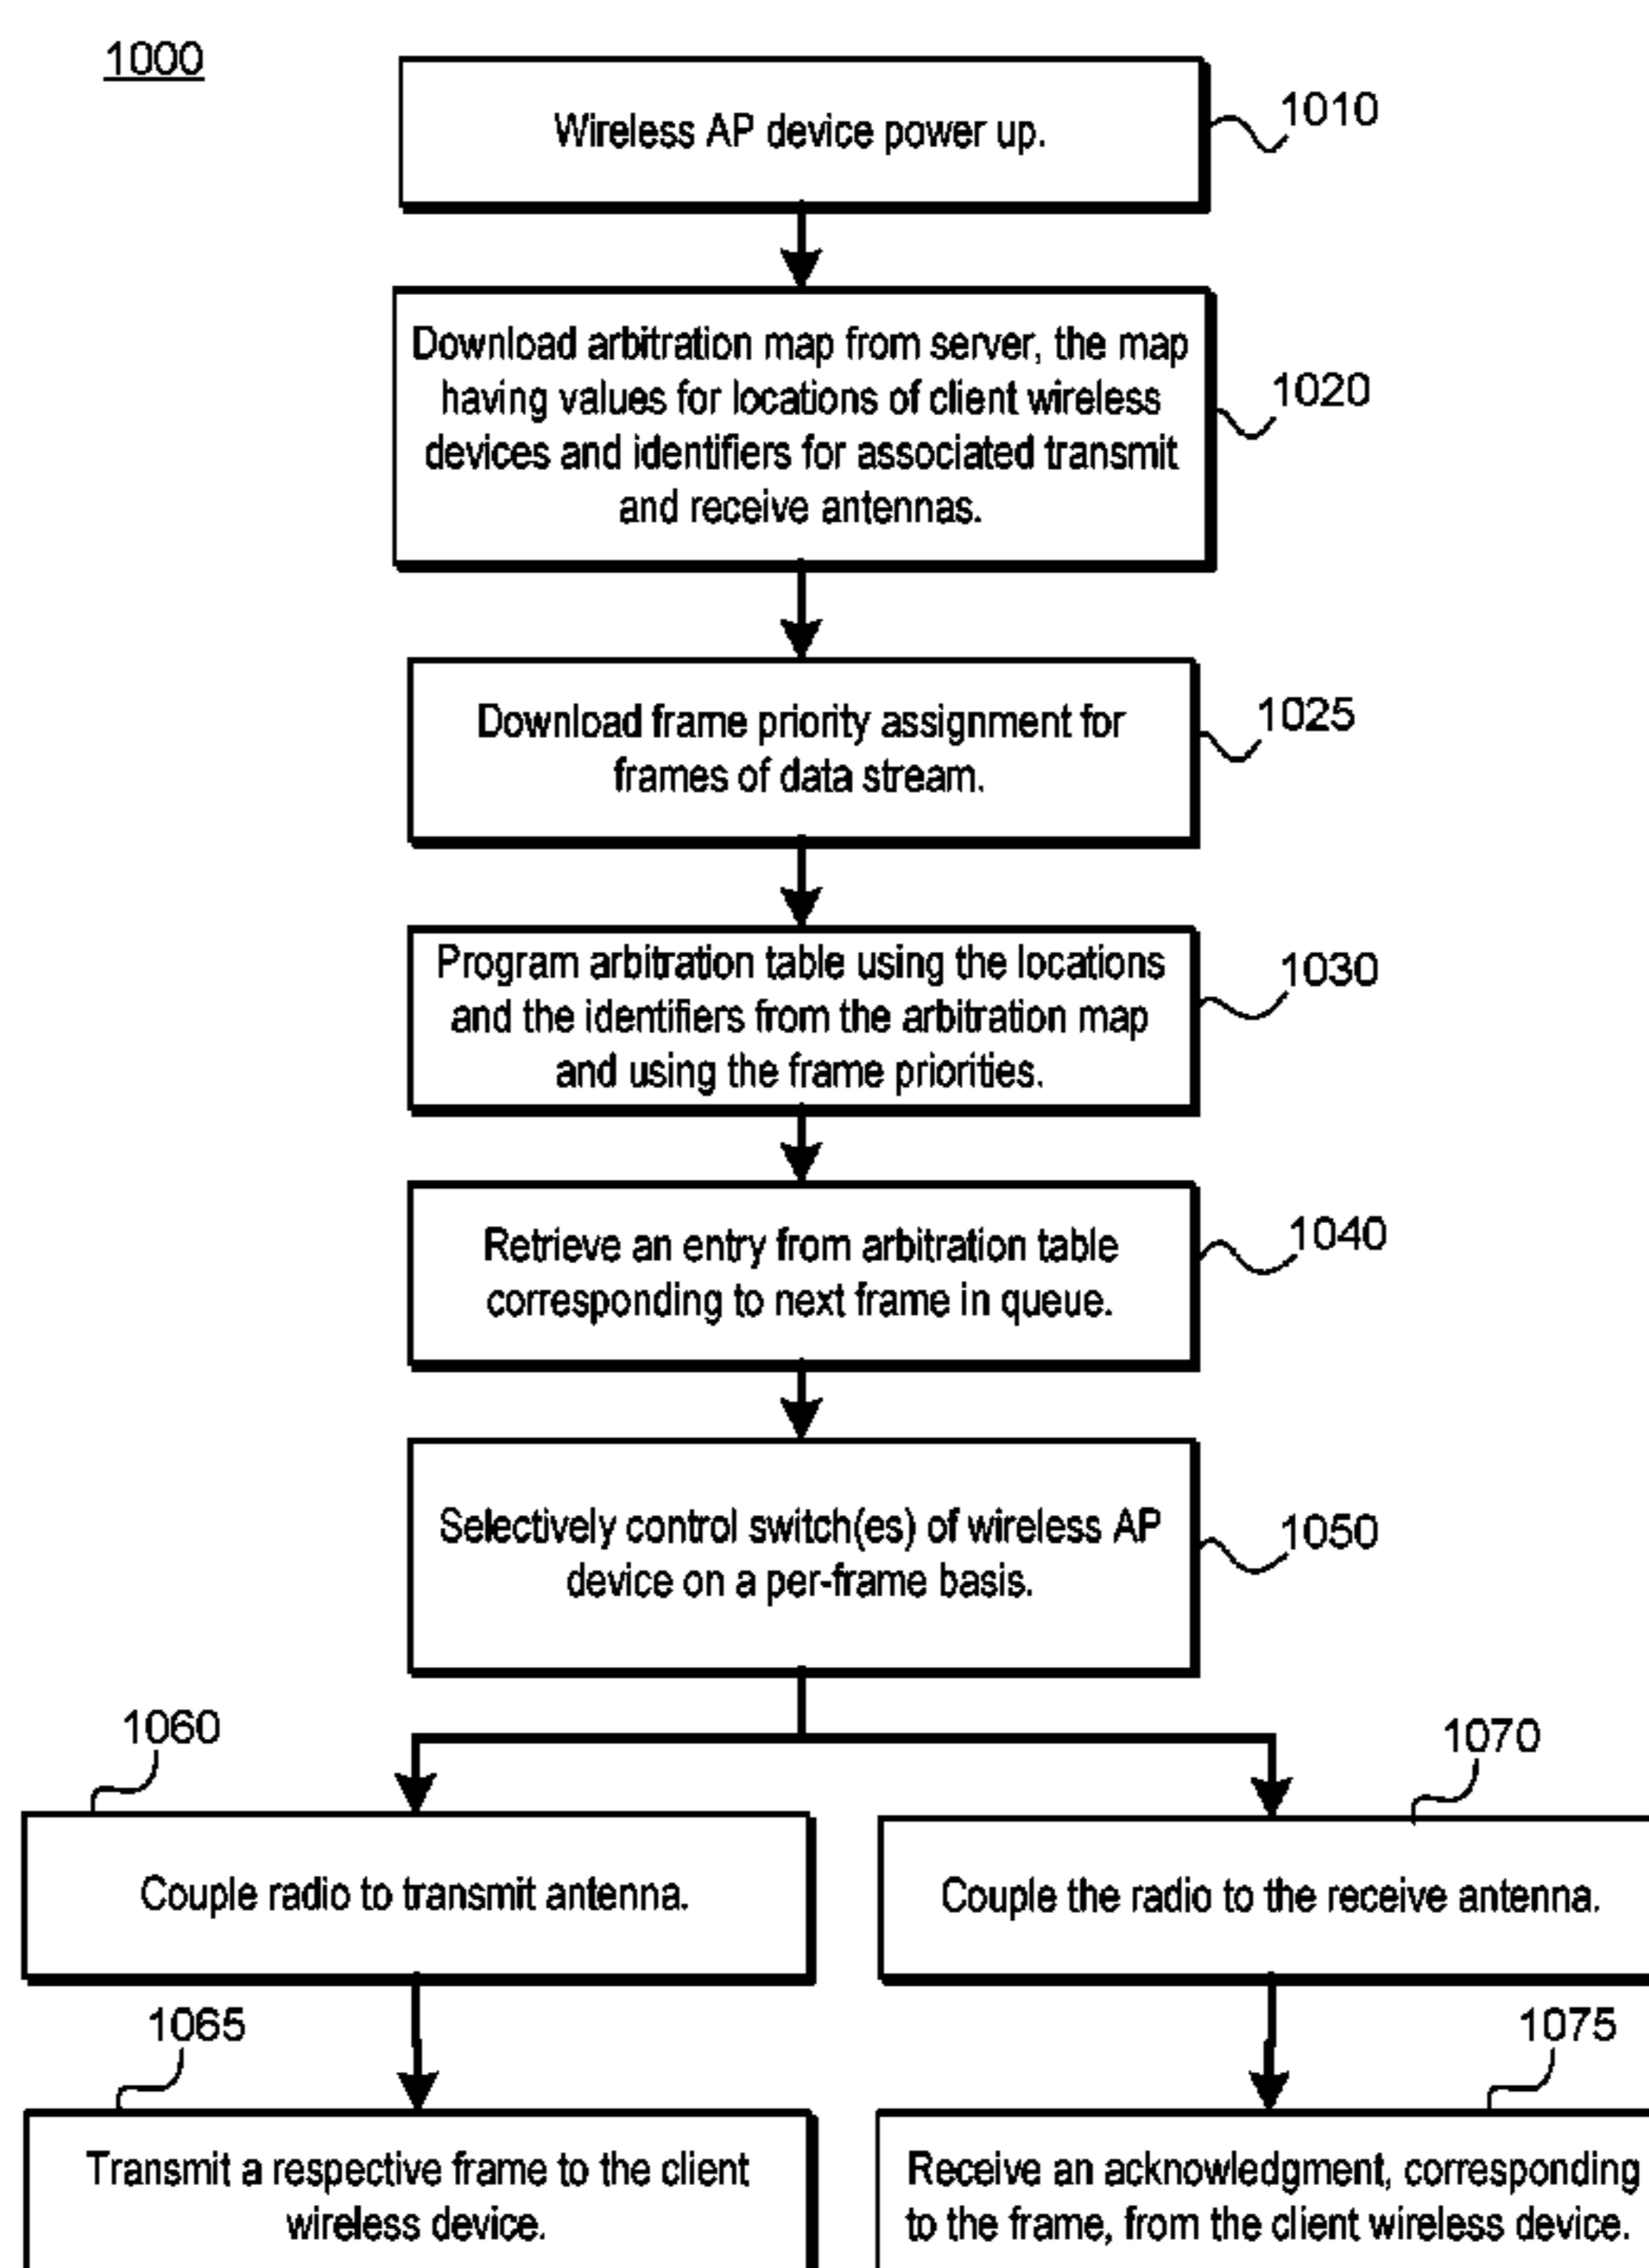 1000
Wireless AP device power up.
1010
Download arbitration map from server, the map
having values for locations of client wireless
devices and identifiers for associated transmit
and receive antennas.
1020
Download frame priority assignment for
frames of data stream.
1025
Program arbitration table using the locations
and the identifiers from the arbitration map
and using the frame priorities.
1030
Retrieve an entry from arbitration table
corresponding to next frame in queue.
1040
Selectively control switch(es) of wireless AP
device on a per-frame basis.
1050
1060
Couple radio to transmit antenna.
1070
Couple the radio to the receive antenna.
1065
Transmit a respective frame to the client
wireless device.
1075
Receive an acknowledgment, corresponding
to the frame, from the client wireless device.